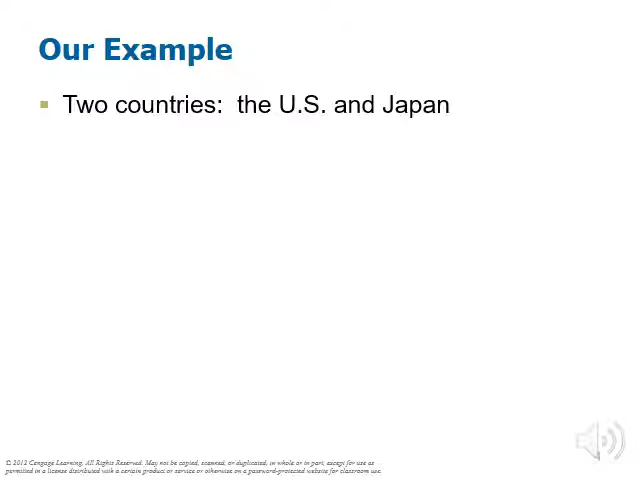 Our Example
▪ Two countries:  the U.S. and Japan
© 2012 Cengage Learning. All Rights Reserved. May not be copied, scanned, or duplicated, in whole or in part, except for use as
permitted in a license distributed with a certain product or service or otherwise on a password-protected website for classroom use.